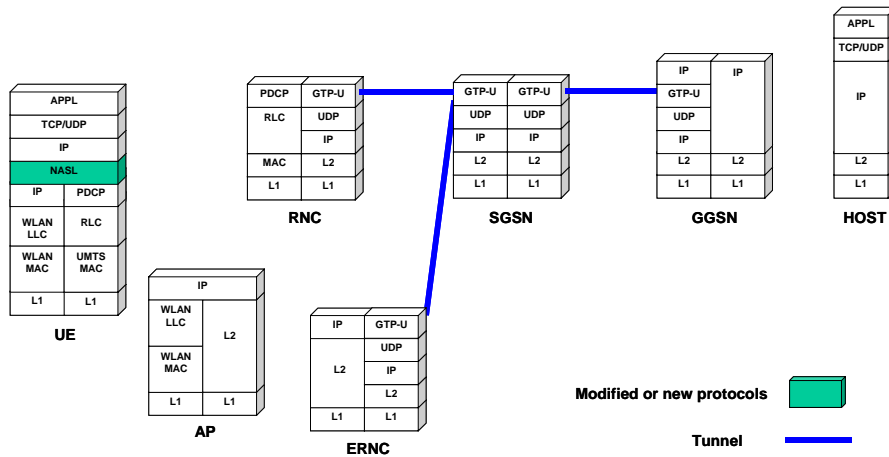 APPL
TCP/UDP
IP
NASL
IP PDCP
WLAN LLC RLC
WLAN MAC UMTS MAC
L1 L1
UE
IP
WLAN LLC L2
WLAN MAC
L1 L1
AP
PDCP GTP-U
RLC UDP
IP
MAC L2
L1 L1
RNC
IP GTP-U
UDP
L2 IP
L2
L1 L1
ERNC
GTP-U GTP-U
UDP UDP
IP IP
L2 L2
L1 L1
SGSN
IP IP
GTP-U
UDP
IP
L2 L2
L1 L1
GGSN
APPL
TCP/UDP
IP
L2
L1
HOST
Modified or new protocols
Tunnel